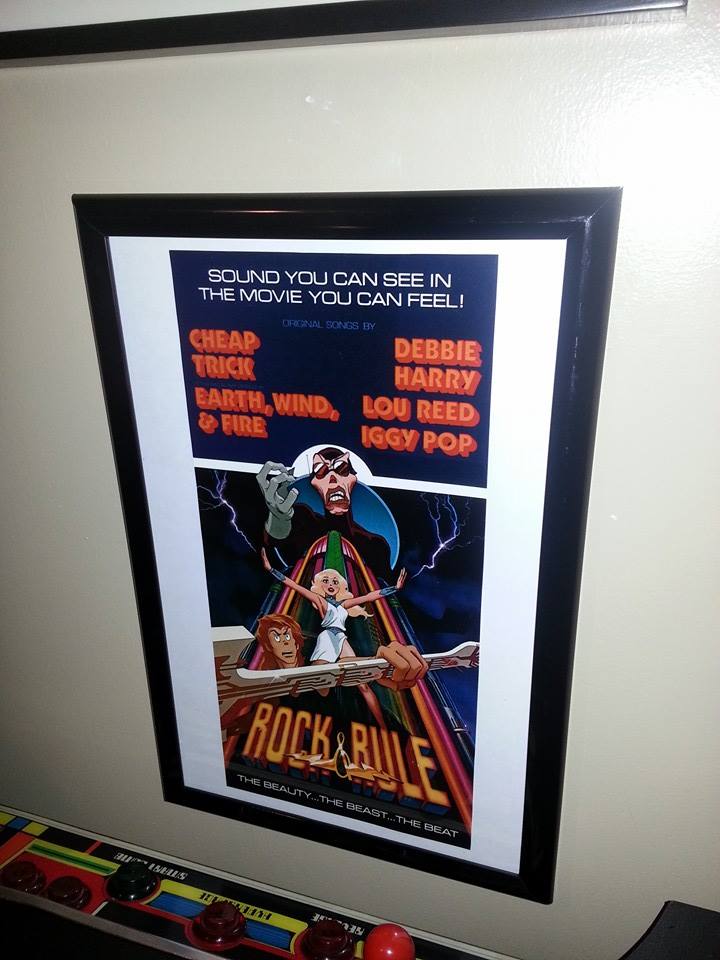 SOUND YOU CAN SEE IN
THE MOVIE YOU CAN FEEL!
ORIGINAL SONGS BY
CHEAP
TRICK
EARTH, WIND,
& FIRE
DEBBIE
HARRY
LOU REED
IGGY POP
ROCK & RULE
THE BEAUTY...THE BEAST...THE BEAT